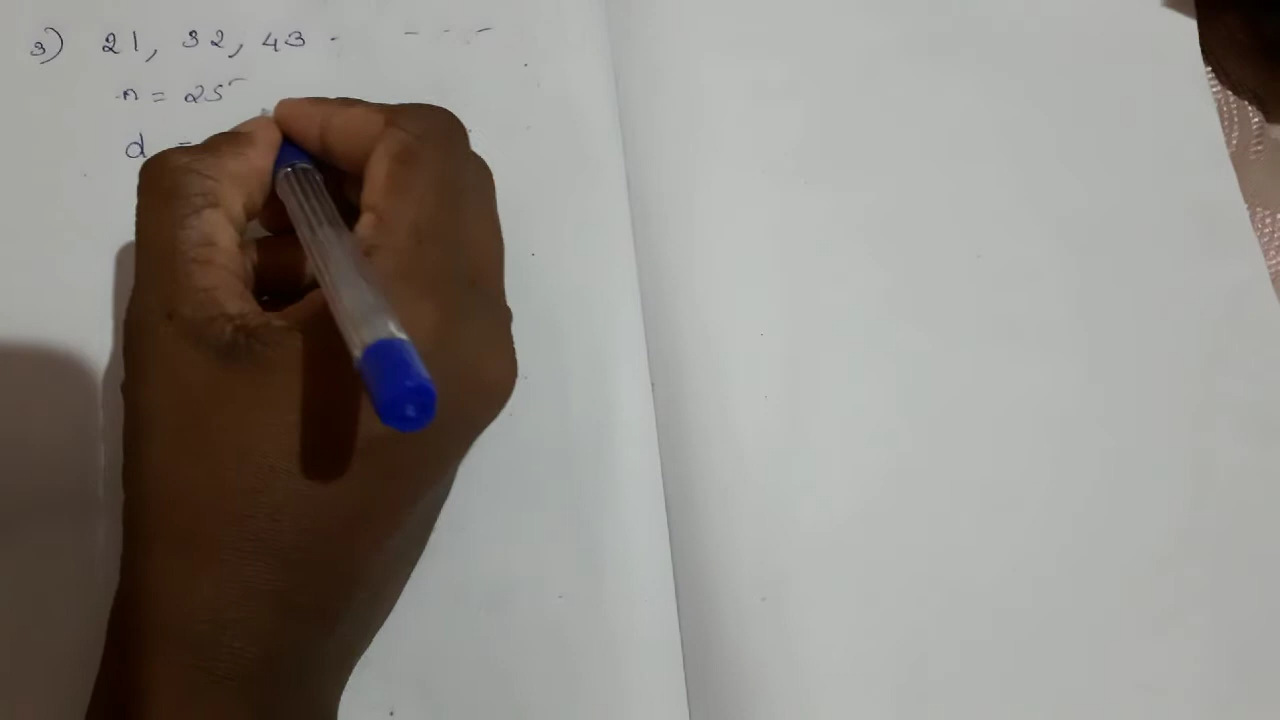 3) 21, 32, 43 - - - -
n = 25
d =